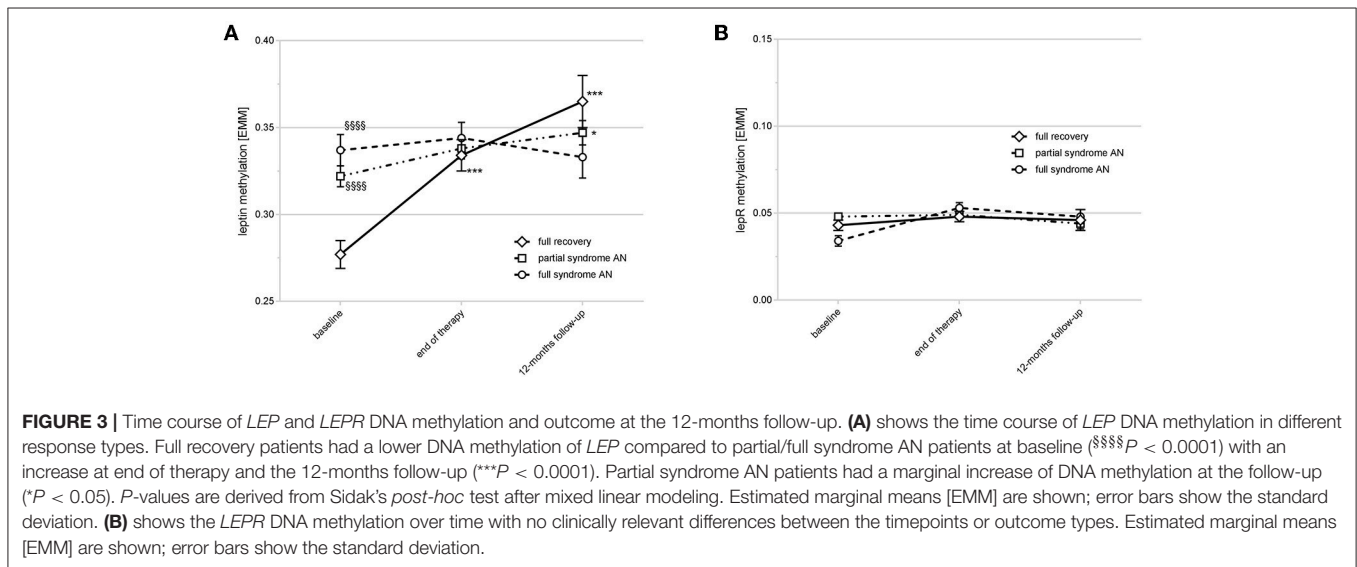 A
0.40
0.35
0.30
0.25
leptin methylation [EMM]
§§§§
§§§§
***
***
*
full recovery
partial syndrome AN
full syndrome AN
baseline
end of therapy
12-months follow-up
B
0.15
0.10
0.05
0.00
lepR methylation [EMM]
full recovery
partial syndrome AN
full syndrome AN
baseline
end of therapy
12-months follow-up
FIGURE 3 | Time course of LEP and LEPR DNA methylation and outcome at the 12-months follow-up. (A) shows the time course of LEP DNA methylation in different
response types. Full recovery patients had a lower DNA methylation of LEP compared to partial/full syndrome AN patients at baseline (§§§§P < 0.0001) with an
increase at end of therapy and the 12-months follow-up (***P < 0.0001). Partial syndrome AN patients had a marginal increase of DNA methylation at the follow-up
(*P < 0.05). P-values are derived from Sidak's post-hoc test after mixed linear modeling. Estimated marginal means [EMM] are shown; error bars show the standard
deviation. (B) shows the LEPR DNA methylation over time with no clinically relevant differences between the timepoints or outcome types. Estimated marginal means
[EMM] are shown; error bars show the standard deviation.